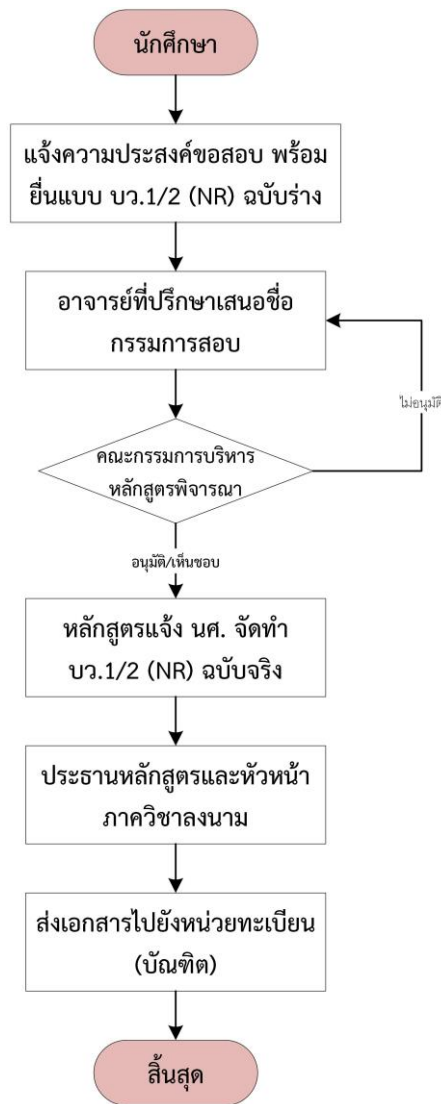 นักศึกษา
แจ้งความประสงค์ขอสอบ พร้อม
ยื่นแบบ บว.1/2 (NR) ฉบับร่าง
อาจารย์ที่ปรึกษาเสนอชื่อ
กรรมการสอบ
ไม่อนุมัติ
คณะกรรมการบริหาร
หลักสูตรพิจารณา
อนุมัติ/เห็นชอบ
หลักสูตรแจ้ง นศ. จัดทำ
บว.1/2 (NR) ฉบับจริง
ประธานหลักสูตรและหัวหน้า
ภาควิชาลงนาม
ส่งเอกสารไปยังหน่วยทะเบียน
(บัณฑิต)
สิ้นสุด